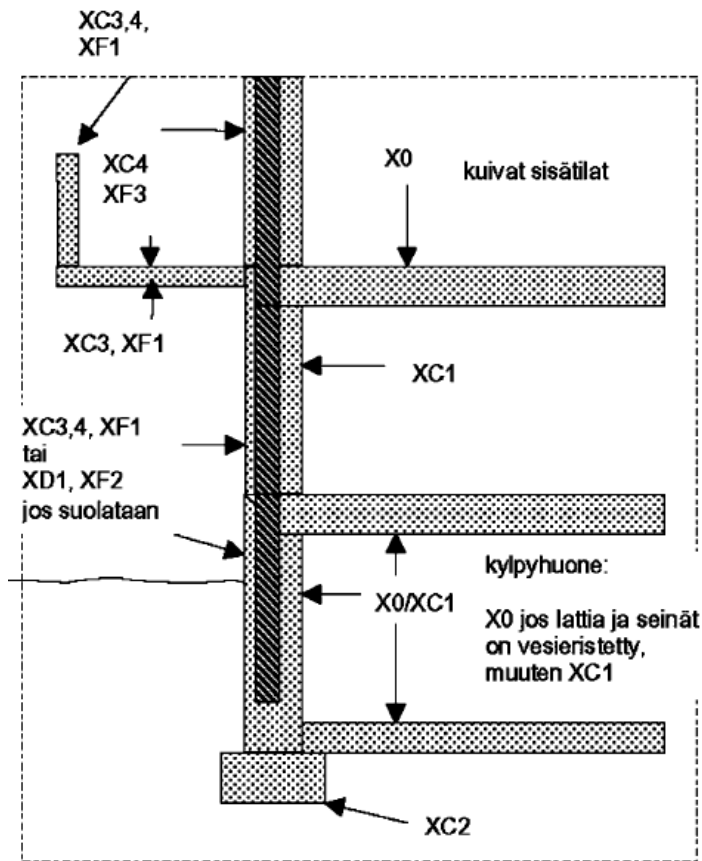 XC3,4,
XF1
XC4
XF3
X0
kuivat sisätilat
XC3, XF1
XC1
XC3,4, XF1
tai
XD1, XF2
jos suolataan
kylpyhuone:
X0/XC1
X0 jos lattia ja seinät
on vesieristetty,
muuten XC1
XC2